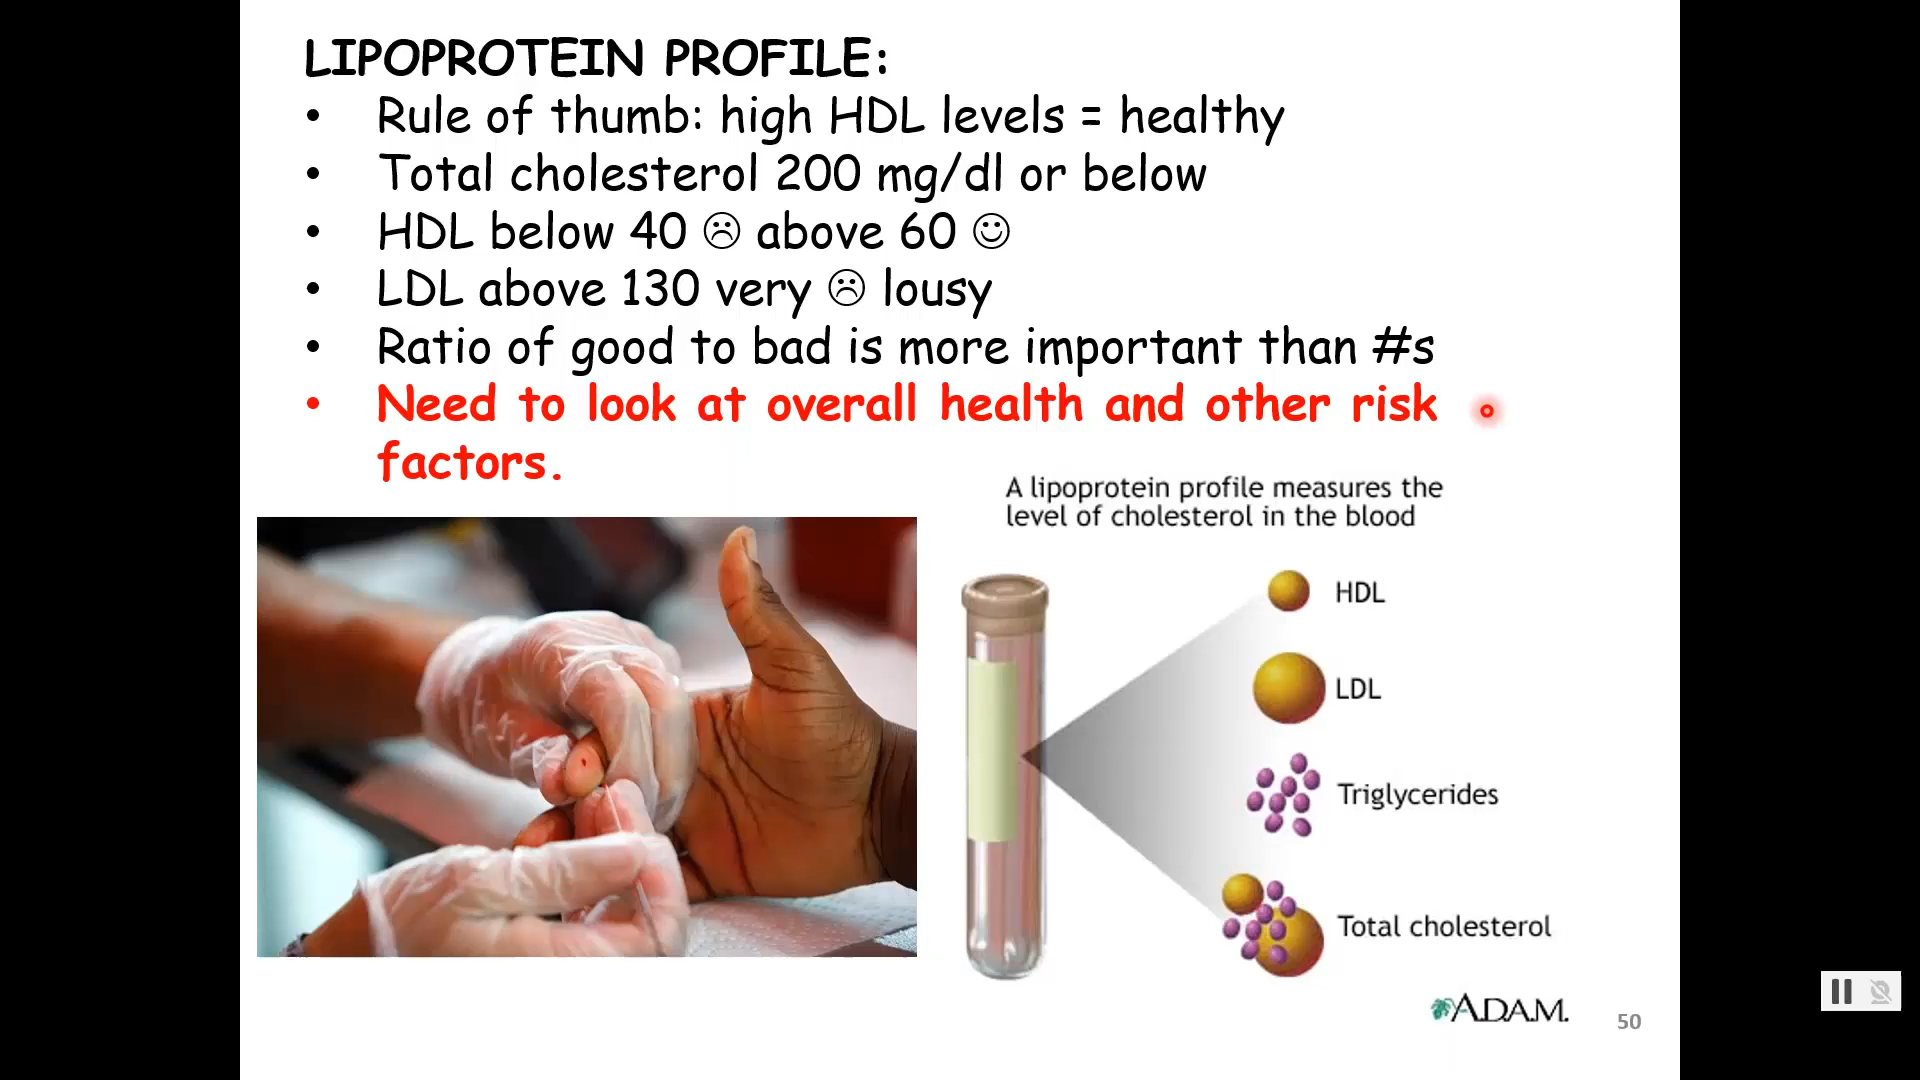 LIPOPROTEIN PROFILE:
• Rule of thumb: high HDL levels = healthy
• Total cholesterol 200 mg/dl or below
• HDL below 40 ☹ above 60 ☺
• LDL above 130 very ☹ lousy
• Ratio of good to bad is more important than #s
• Need to look at overall health and other risk
factors.
A lipoprotein profile measures the
level of cholesterol in the blood
HDL
LDL
Triglycerides
Total cholesterol
A.D.A.M.
50